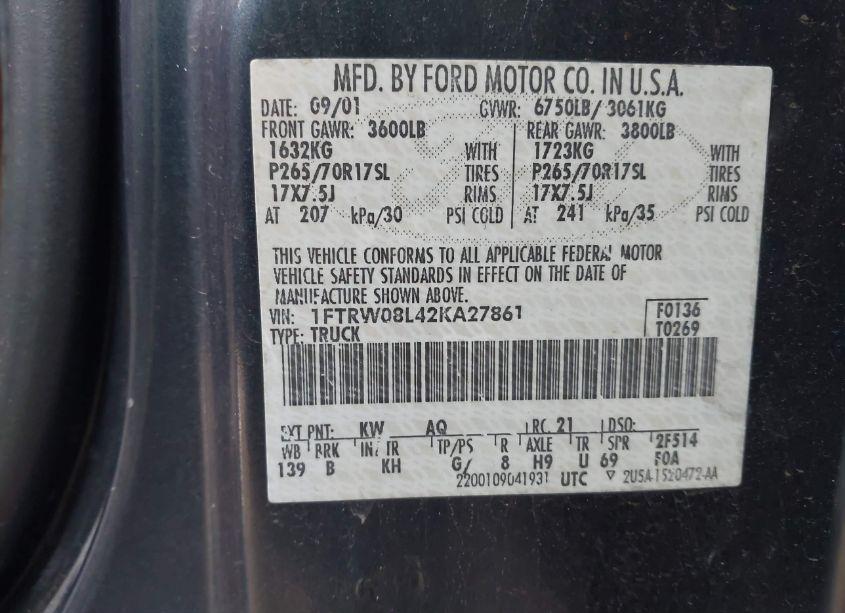 MFD. BY FORD MOTOR CO. IN U.S.A.
DATE: 09/01 GVWR: 6750LB/ 3061KG
FRONT GAWR: 3600LB REAR GAWR: 3800LB
1632KG WITH 1723KG WITH
P265/70R17SL TIRES P265/70R17SL TIRES
17X7.5J RIMS 17X7.5J RIMS
AT 207 kPa/30 PSI COLD AT 241 kPa/35 PSI COLD
THIS VEHICLE CONFORMS TO ALL APPLICABLE FEDERAL MOTOR
VEHICLE SAFETY STANDARDS IN EFFECT ON THE DATE OF
MANUFACTURE SHOWN ABOVE.
VIN: 1FTRW08L42KA27861 F0136
TYPE: TRUCK T0269
EXT PNT: KW AQ RC: 21 DSO:
WB BRK INT TR TP/PS R AXLE TR SPR 2F514
139 B KH G/ 8 H9 U 69 F0A
2200109041931 UTC ▽ 2U5A-1520472-AA